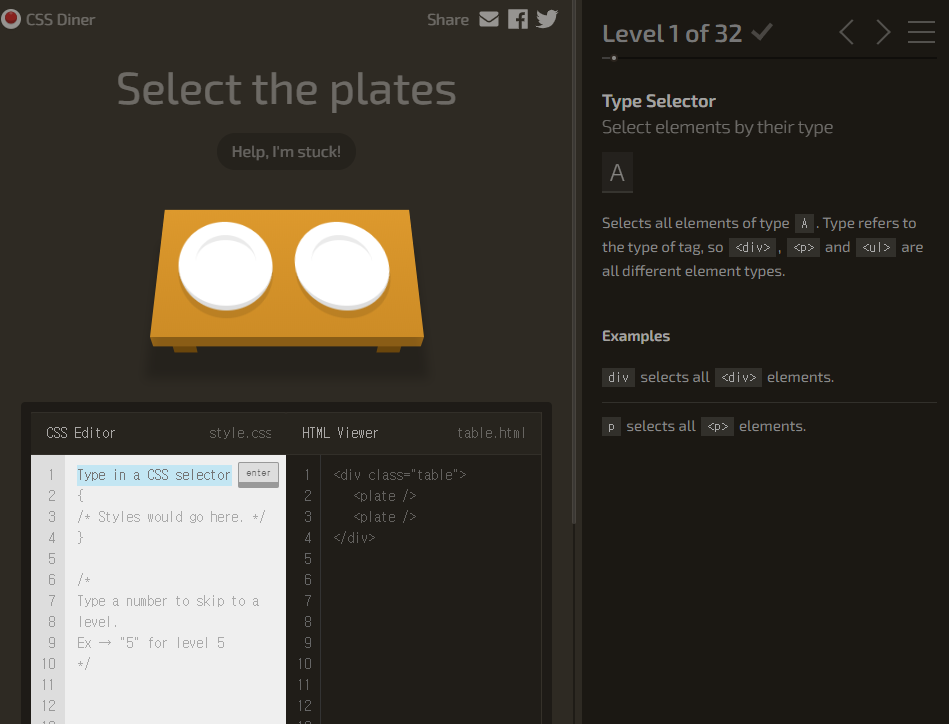 CSS Diner
Share
Select the plates
Help, I'm stuck!
CSS Editor style.css
1 Type in a CSS selector enter
2 {
3 /* Styles would go here. */
4 }
5
6 /*
7 Type a number to skip to a
8 level.
9 Ex → "5" for level 5
10 */
11
12
HTML Viewer table.html
1 <div class="table">
2 <plate />
3 <plate />
4 </div>
5
6
7
8
9
10
11
12
Level 1 of 32
Type Selector
Select elements by their type
A
Selects all elements of type A . Type refers to
the type of tag, so <div> , <p> and <ul> are
all different element types.
Examples
div selects all <div> elements.
p selects all <p> elements.